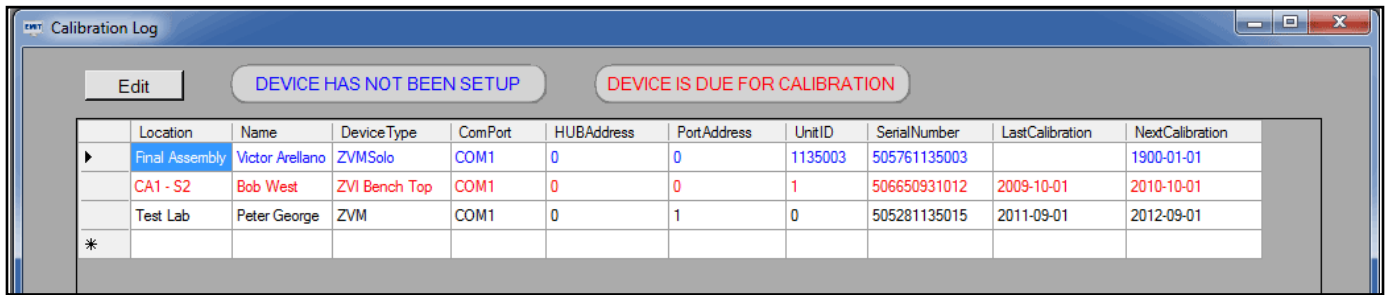 EMIT Calibration Log
Edit DEVICE HAS NOT BEEN SETUP DEVICE IS DUE FOR CALIBRATION
Location Name DeviceType ComPort HUBAddress PortAddress UnitID SerialNumber LastCalibration NextCalibration
Final Assembly Victor Arellano ZVMSolo COM1 0 0 1135003 505761135003 1900-01-01
CA1 - S2 Bob West ZVI Bench Top COM1 0 0 1 506650931012 2009-10-01 2010-10-01
Test Lab Peter George ZVM COM1 0 1 0 505281135015 2011-09-01 2012-09-01